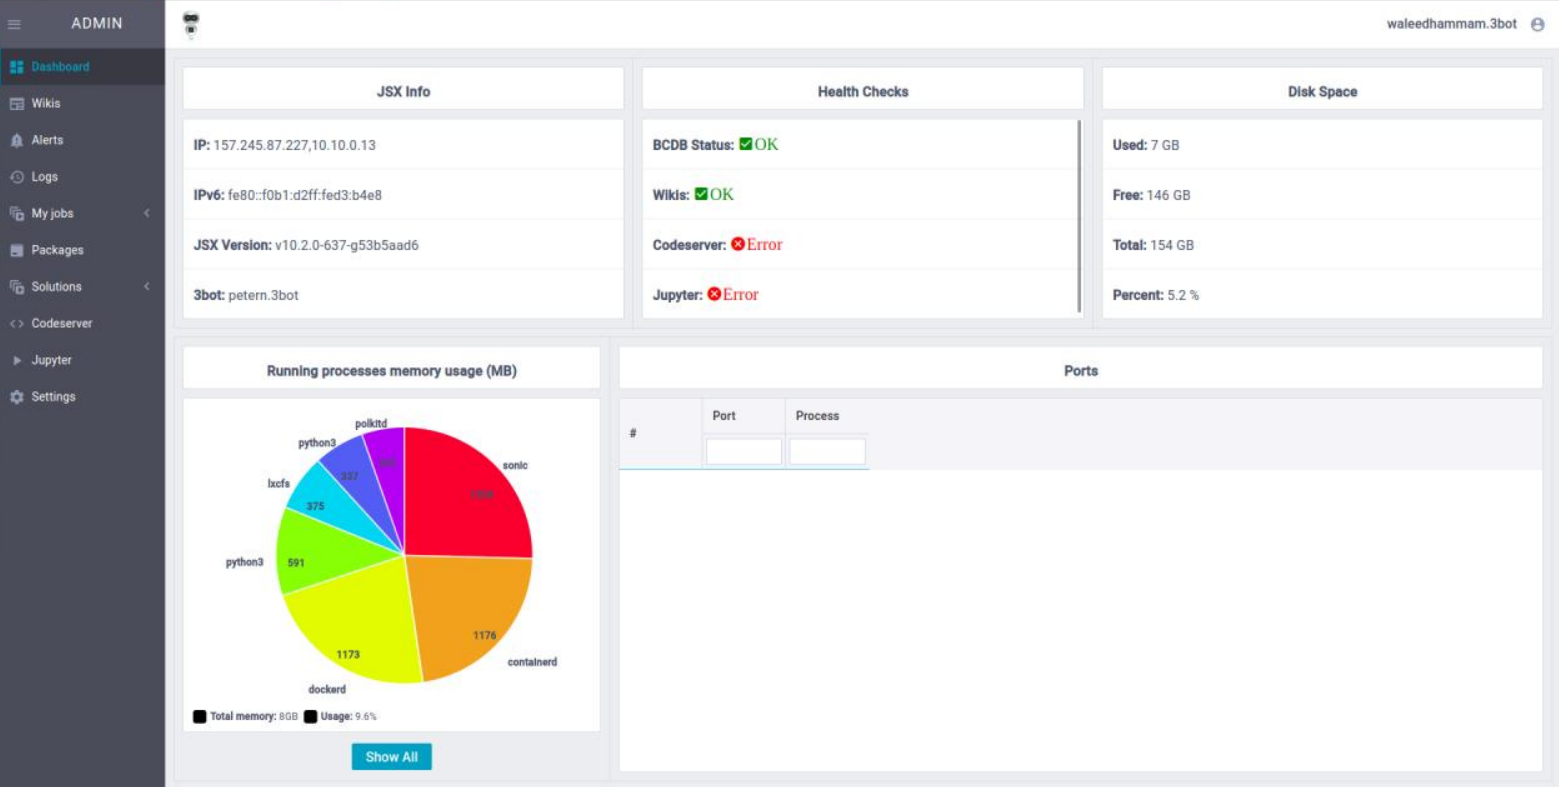 ADMIN
waleedhammam.3bot
Dashboard
Wikis
Alerts
Logs
My jobs
Packages
Solutions
Codeserver
Jupyter
Settings
JSX Info
IP: 157.245.87.227,10.10.0.13
IPv6: fe80::f0b1:d2ff:fed3:b4e8
JSX Version: v10.2.0-637-g53b5aad6
3bot: petern.3bot
Health Checks
BCDB Status: OK
Wikis: OK
Codeserver: Error
Jupyter: Error
Disk Space
Used: 7 GB
Free: 146 GB
Total: 154 GB
Percent: 5.2 %
Running processes memory usage (MB)
polkitd
python3
sonic
lxcfs
337
375
python3
591
1176
1173
containerd
dockerd
Total memory: 8GB Usage: 9.6%
Show All
Ports
#
Port
Process